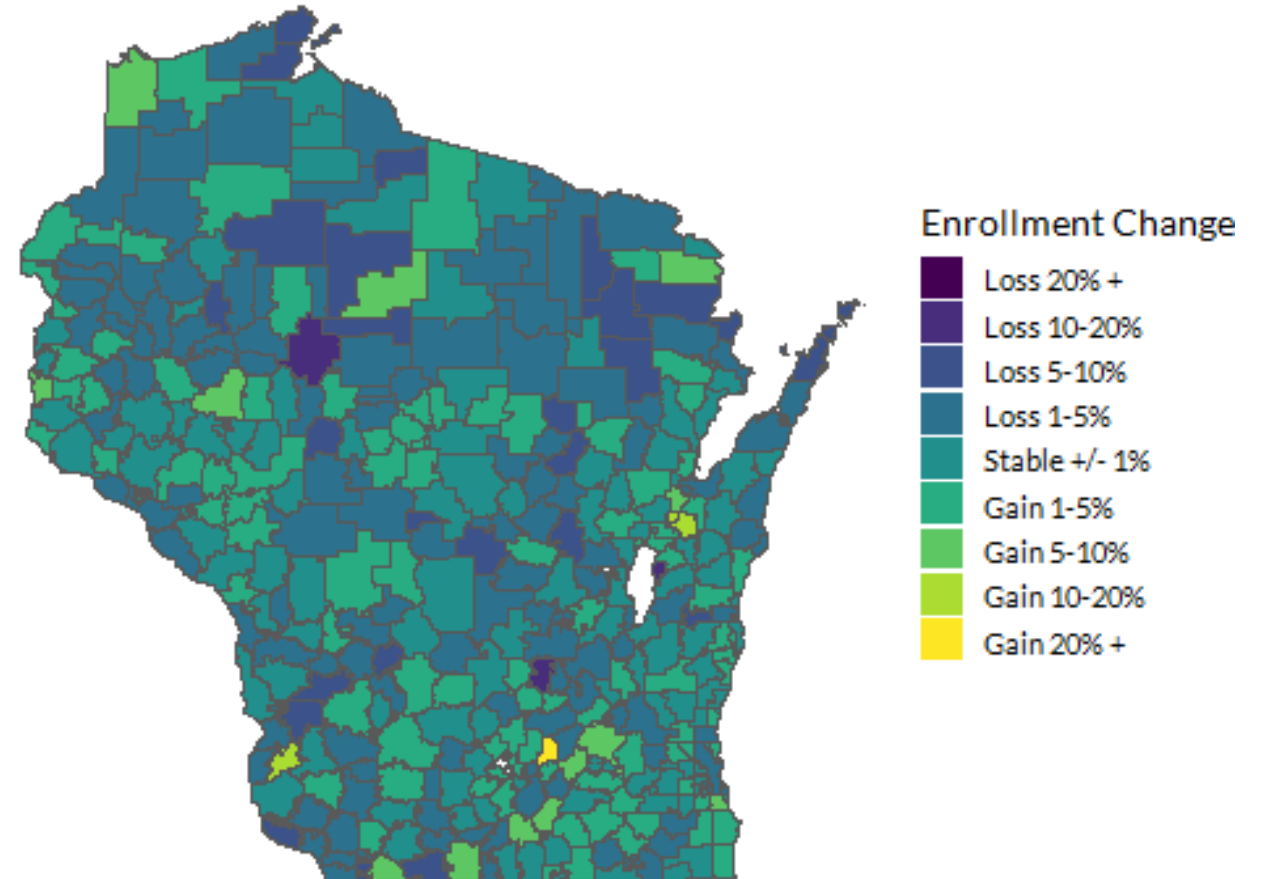 Enrollment Change
Loss 20% +
Loss 10-20%
Loss 5-10%
Loss 1-5%
Stable +/- 1%
Gain 1-5%
Gain 5-10%
Gain 10-20%
Gain 20% +